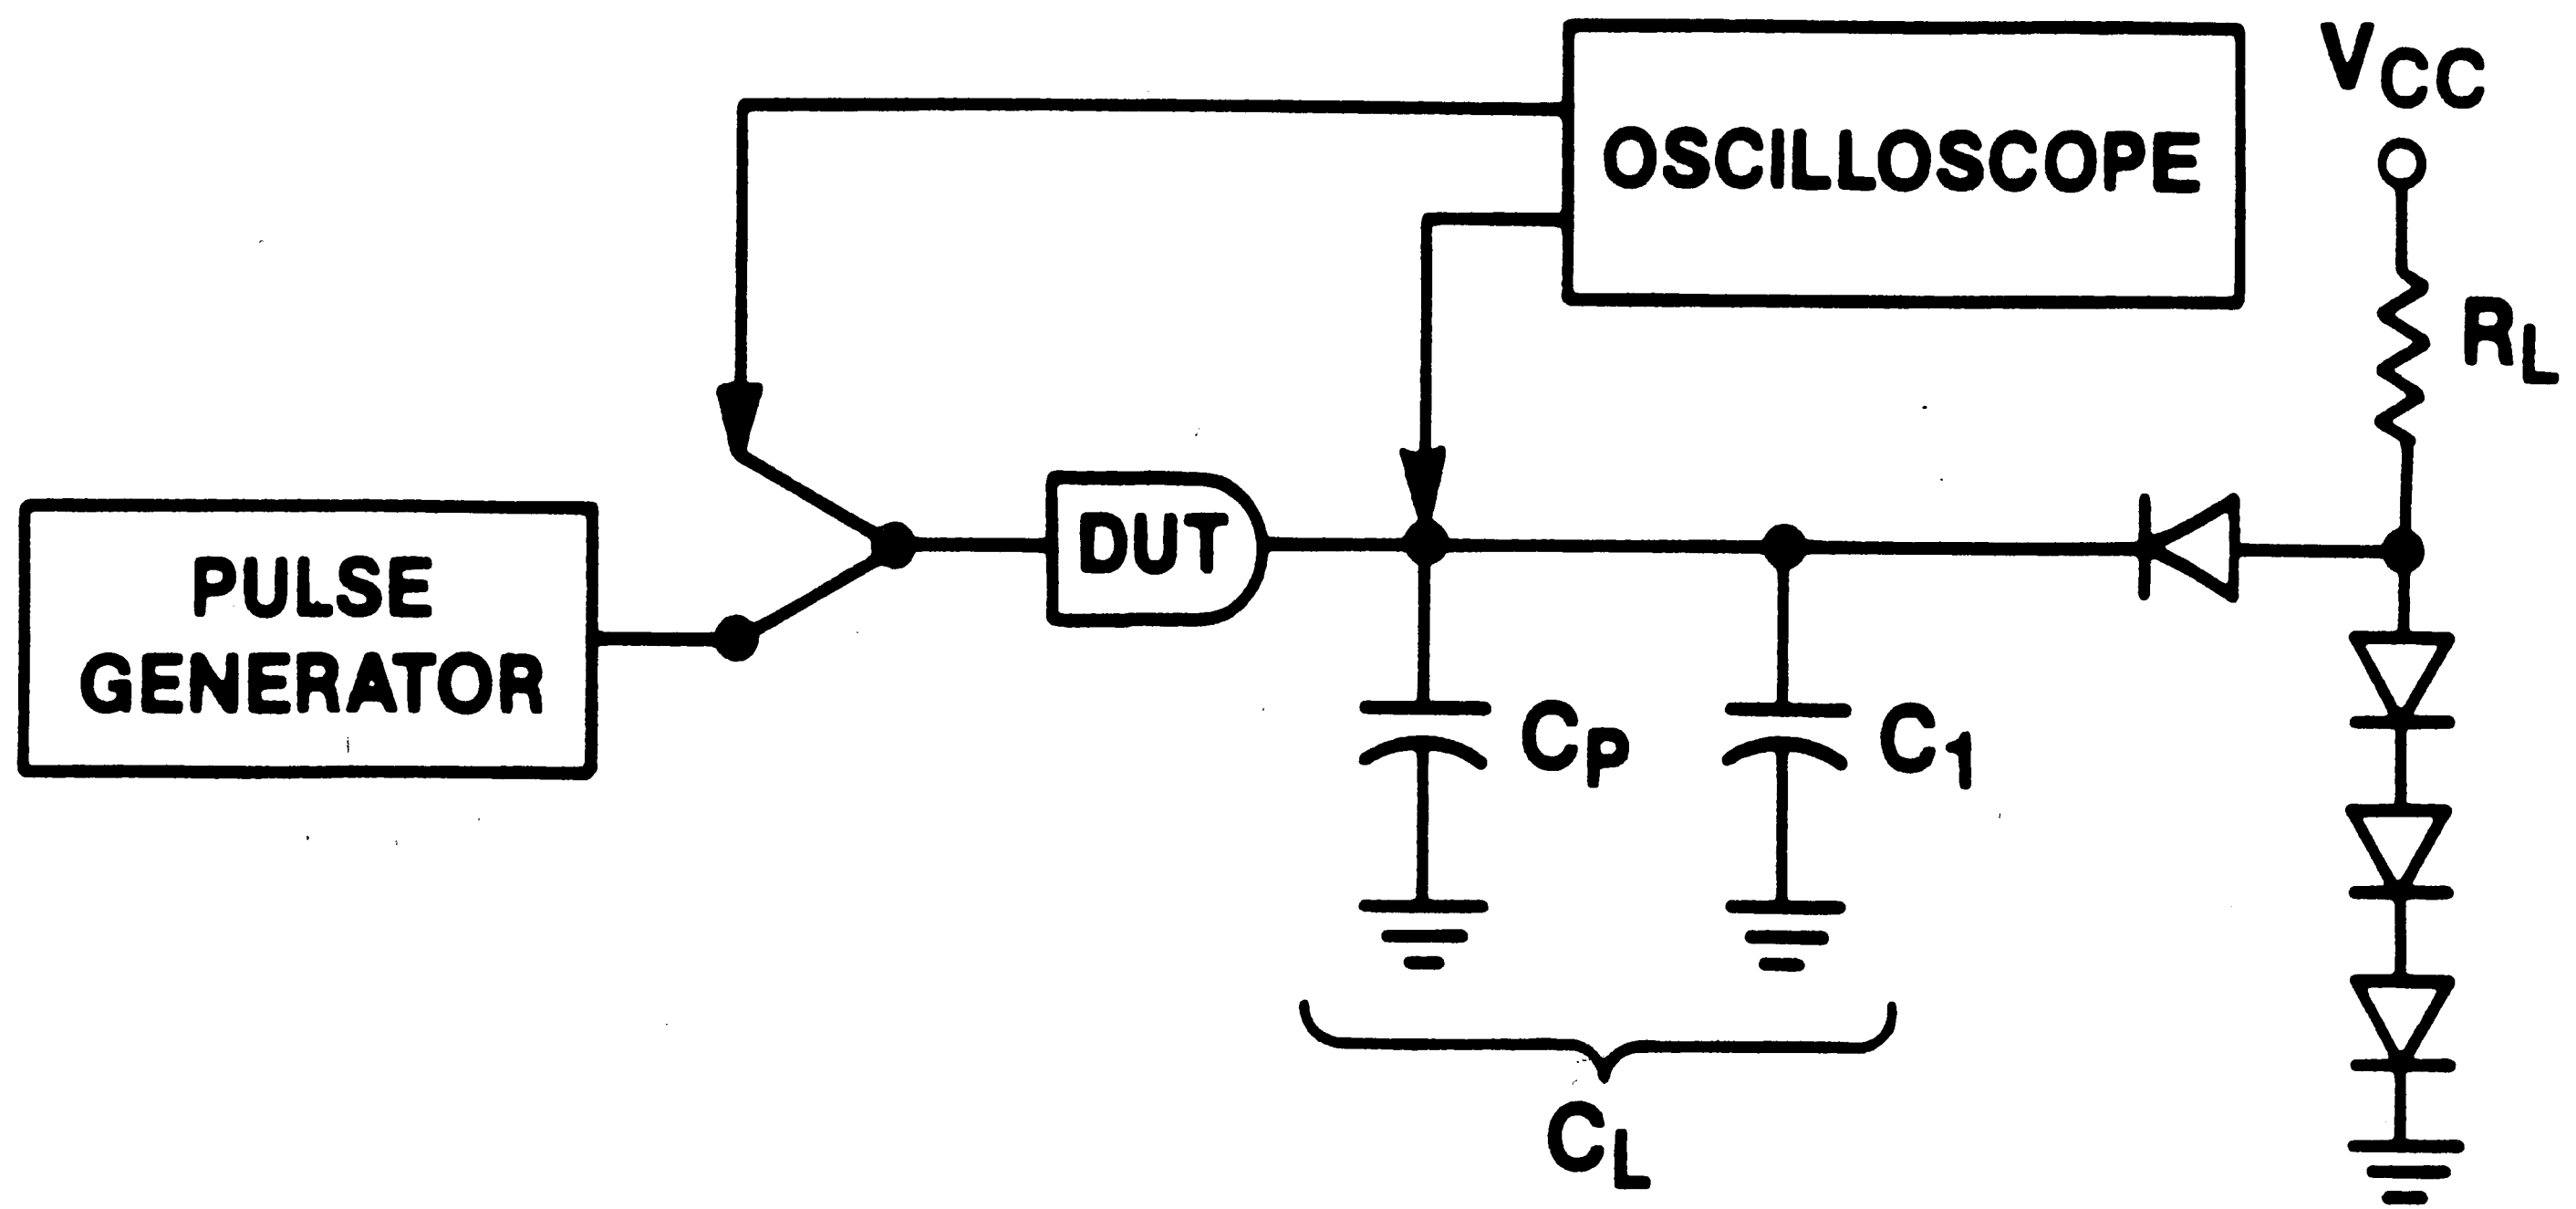 OSCILLOSCOPE
VCC
RL
PULSE
GENERATOR
DUT
CP
C1
CL